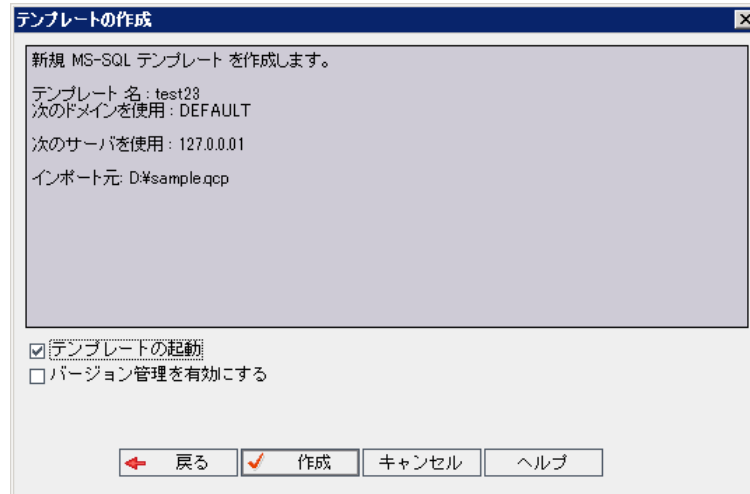 テンプレートの作成
新規 MS-SQL テンプレート を作成します。
テンプレート 名 : test23
次のドメインを使用 : DEFAULT
次のサーバを使用 : 127.0.0.01
インポート元: D:¥sample.qcp
テンプレートの起動
バージョン管理を有効にする
戻る 作成 キャンセル ヘルプ